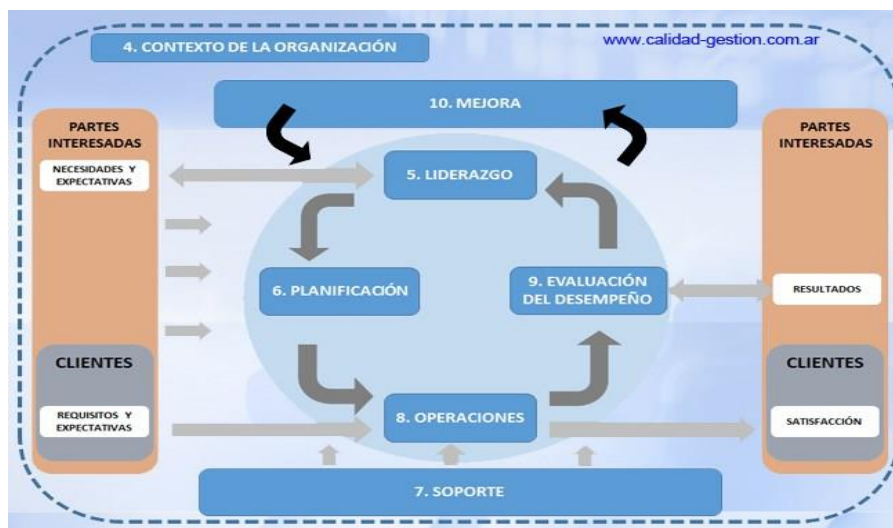 4. CONTEXTO DE LA ORGANIZACIÓN
www.calidad-gestion.com.ar
10. MEJORA
PARTES
INTERESADAS
NECESIDADES Y
EXPECTATIVAS
5. LIDERAZGO
PARTES
INTERESADAS
6. PLANIFICACIÓN
9. EVALUACIÓN
DEL DESEMPEÑO
RESULTADOS
CLIENTES
REQUISITOS Y
EXPECTATIVAS
8. OPERACIONES
CLIENTES
SATISFACCIÓN
7. SOPORTE